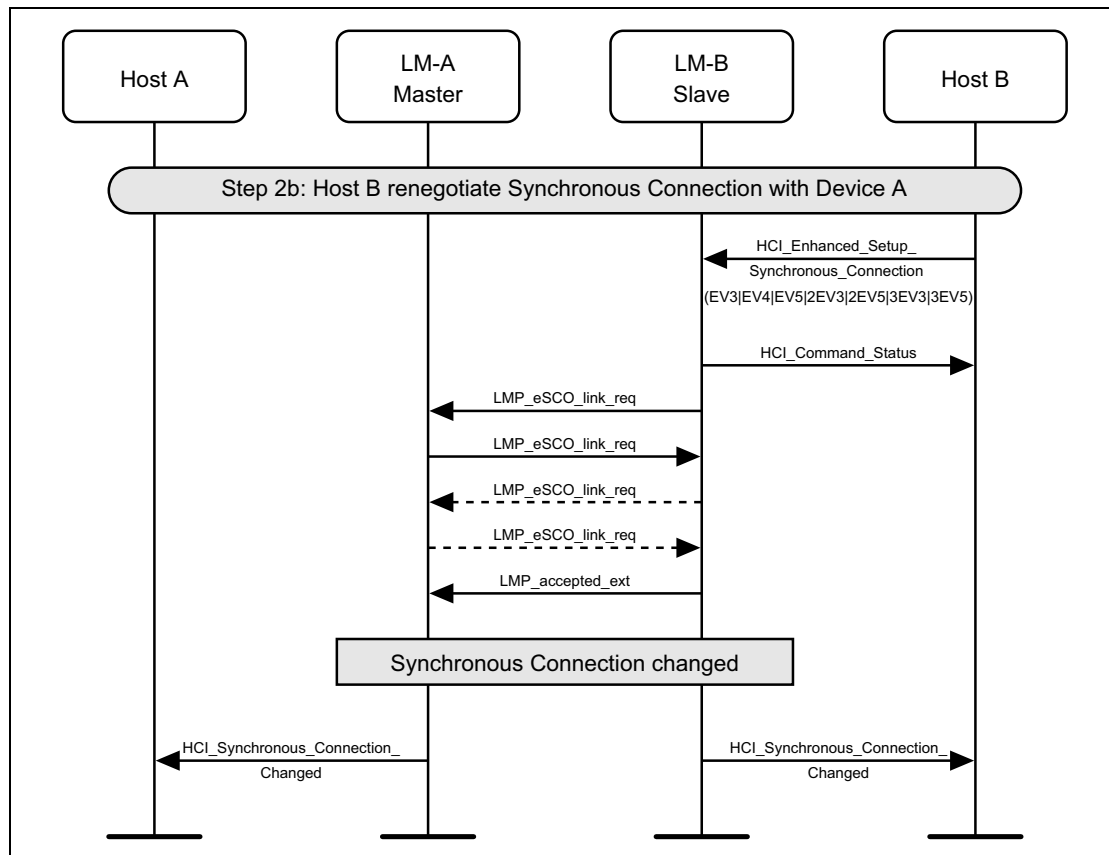 Host A
LM-A
Master
LM-B
Slave
Host B
Step 2b: Host B renegotiate Synchronous Connection with Device A
HCI_Enhanced_Setup_
Synchronous_Connection
(EV3|EV4|EV5|2EV3|2EV5|3EV3|3EV5)
HCI_Command_Status
LMP_eSCO_link_req
LMP_eSCO_link_req
LMP_eSCO_link_req
LMP_eSCO_link_req
LMP_accepted_ext
Synchronous Connection changed
HCI_Synchronous_Connection_
Changed
HCI_Synchronous_Connection_
Changed